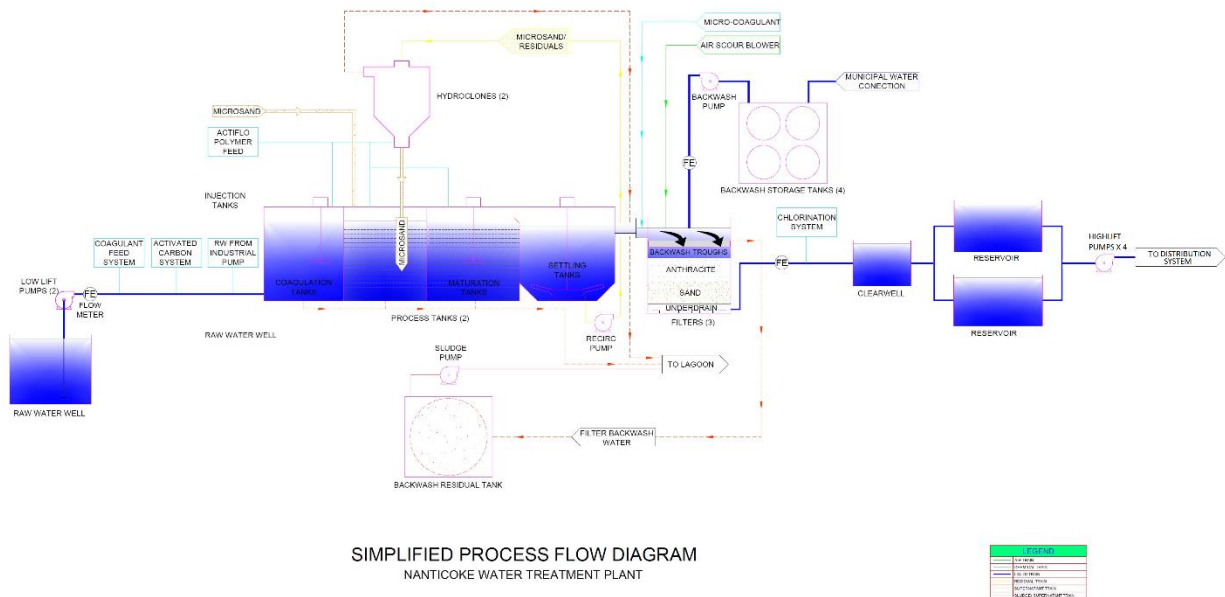 MICRO-COAGULANT
MICROSAND/
RESIDUALS
AIR SCOUR BLOWER
HYDROCLONES (2)
BACKWASH
PUMP
MUNICIPAL WATER
CONECTION
MICROSAND
ACTIFLO
POLYMER
FEED
FE
BACKWASH STORAGE TANKS (4)
INJECTION
TANKS
CHLORINATION
SYSTEM
COAGULANT
FEED
SYSTEM
ACTIVATED
CARBON
SYSTEM
RW FROM
INDUSTRIAL
PUMP
MICROSAND
BACKWASH TROUGHS
SETTLING
TANKS
HIGHLIFT
PUMPS X 4
TO DISTRIBUTION
SYSTEM
RESERVOIR
LOW LIFT
PUMPS (2)
FE
FLOW
METER
COAGULATION
TANKS
MATURATION
TANKS
ANTHRACITE
SAND
UNDERDRAIN
FE
CLEARWELL
PROCESS TANKS (2)
FILTERS (3)
RAW WATER WELL
RECIRC
PUMP
RESERVOIR
SLUDGE
PUMP
TO LAGOON
RAW WATER WELL
FILTER BACKWASH
WATER
BACKWASH RESIDUAL TANK
SIMPLIFIED PROCESS FLOW DIAGRAM
NANTICOKE WATER TREATMENT PLANT
LEGEND